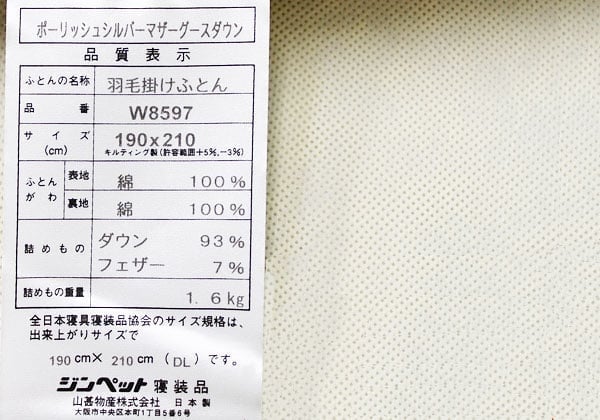 ポーリッシュシルバーマザーグースダウン
品質表示
ふとんの名称 羽毛掛けふとん
品番 W8597
サイズ(cm) 190x210
キルティング製(許容範囲+5%,−3%)
ふとんがわ 表地 綿 100%
裏地 綿 100%
詰めもの ダウン 93%
フェザー 7%
詰めもの重量 1.6kg
全日本寝具寝装品協会のサイズ規格は、
出来上がりサイズで
190cm× 210cm (DL) です。
ジンペット 寝装品
山甚物産株式会社 日本製
大阪市中央区本町1丁目5番6号